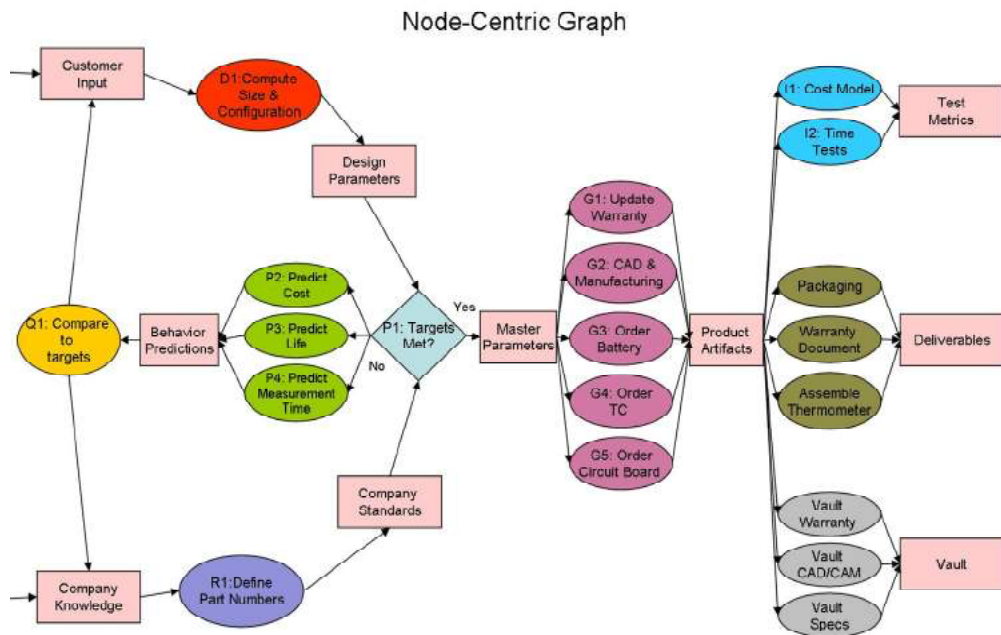 Node-Centric Graph
Customer
Input
D1:Compute
Size &
Configuration
Design
Parameters
I1: Cost Model
I2: Time
Tests
Test
Metrics
G1: Update
Warranty
G2: CAD &
Manufacturing
G3: Order
Battery
G4: Order
TC
G5: Order
Circuit Board
P2: Predict
Cost
P3: Predict
Life
P4: Predict
Measurement
Time
Q1: Compare
to
targets
Behavior
Predictions
P1: Targets
Met?
Yes
No
Master
Parameters
Product
Artifacts
Packaging
Warranty
Document
Assemble
Thermometer
Deliverables
Company
Standards
Company
Knowledge
R1:Define
Part Numbers
Vault
Warranty
Vault
CAD/CAM
Vault
Specs
Vault